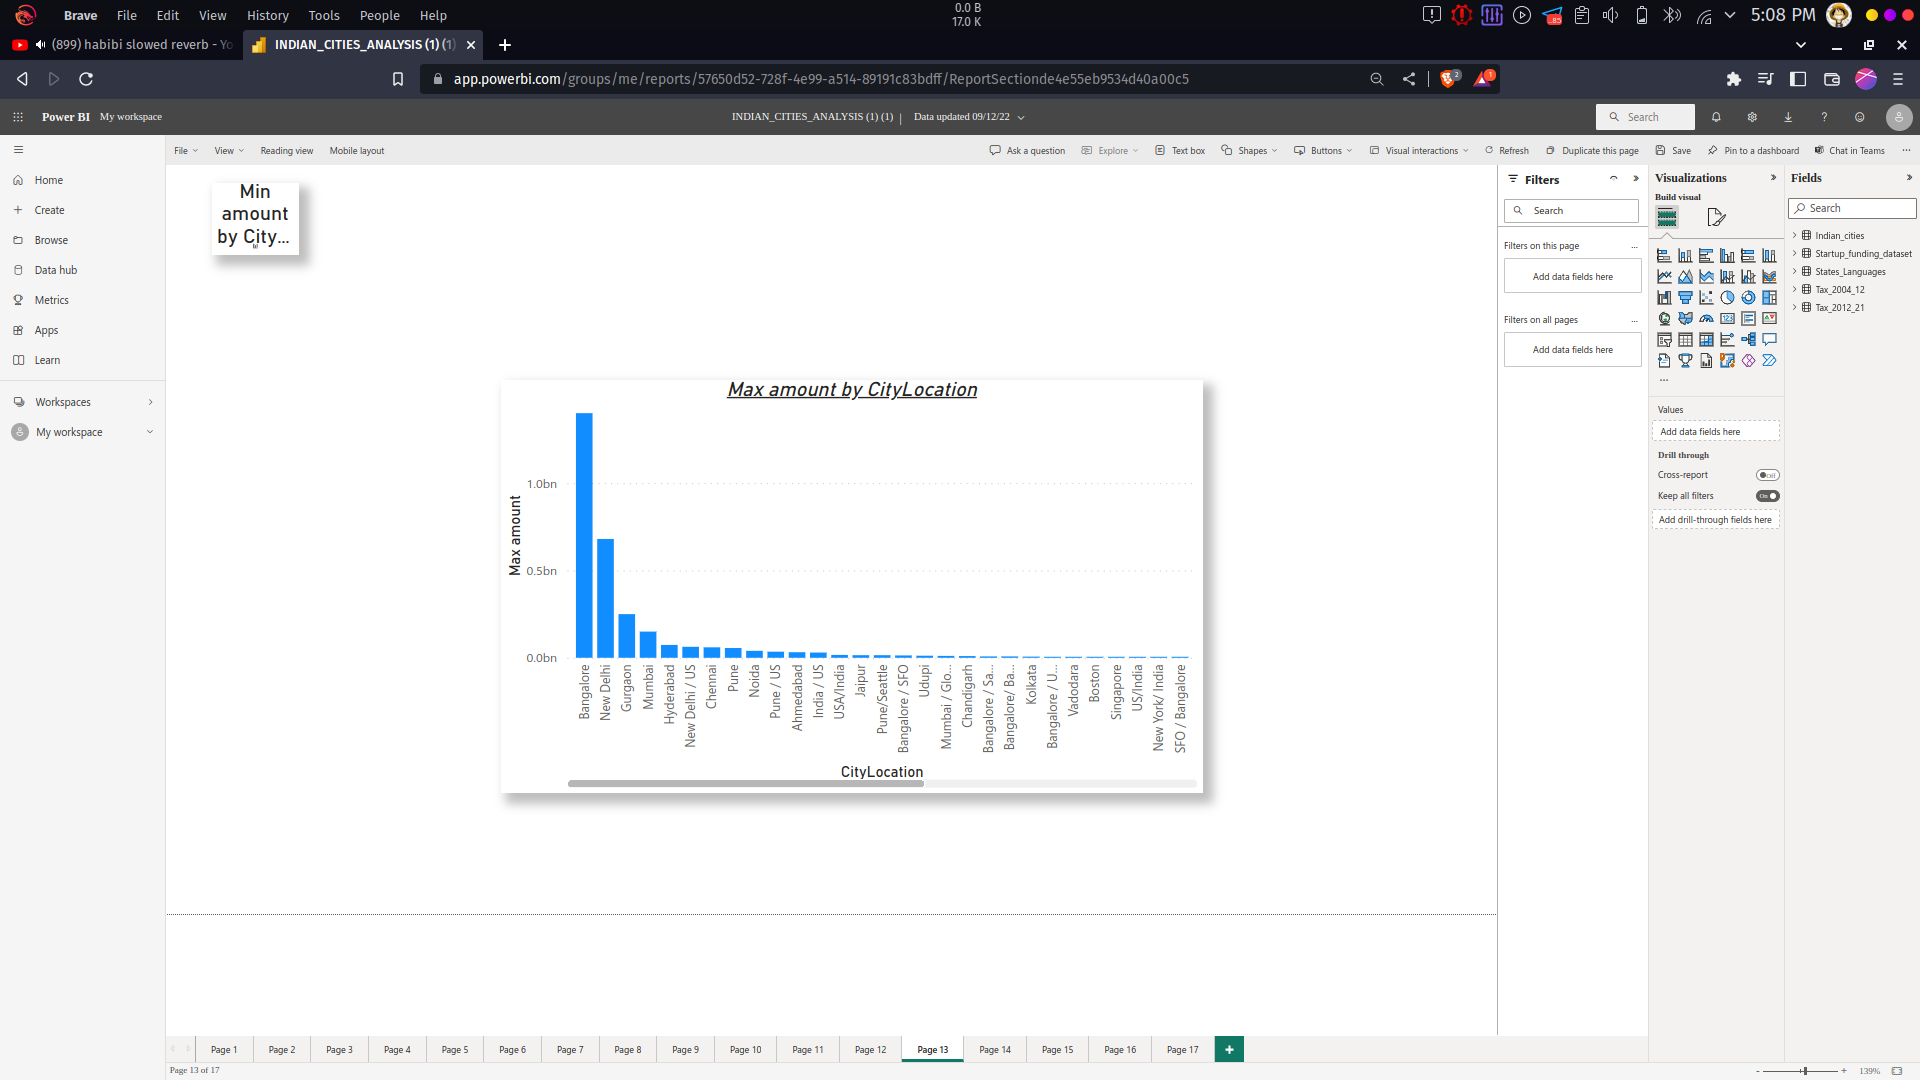 Brave File Edit View History Tools People Help
0.0 B
17.0 K
85
5:08 PM
(899) habibi slowed reverb - Yo
INDIAN_CITIES_ANALYSIS (1) (1)
app.powerbi.com/groups/me/reports/57650d52-728f-4e99-a514-89191c83bdff/ReportSectionde4e55eb9534d40a00c5
2
1
Power BI My workspace
INDIAN_CITIES_ANALYSIS (1) (1) | Data updated 09/12/22
Search
File View Reading view Mobile layout
Ask a question Explore Text box Shapes Buttons Visual interactions Refresh Duplicate this page Save Pin to a dashboard Chat in Teams
Home
Create
Browse
Data hub
Metrics
Apps
Learn
Workspaces
My workspace
Min
amount
by City...
Max amount by CityLocation
Max amount
1.0bn
0.5bn
0.0bn
Bangalore
New Delhi
Gurgaon
Mumbai
Hyderabad
New Delhi / US
Chennai
Pune
Noida
Pune / US
Ahmedabad
India / US
USA/India
Jaipur
Pune/Seattle
Bangalore / SFO
Udupi
Mumbai / Glo...
Chandigarh
Bangalore / Sa...
Bangalore/ Ba...
Kolkata
Bangalore / U...
Vadodara
Boston
Singapore
US/India
New York/ India
SFO / Bangalore
CityLocation
Filters
Search
Filters on this page
Add data fields here
Filters on all pages
Add data fields here
Visualizations
Build visual
123
Values
Add data fields here
Drill through
Cross-report
Off
Keep all filters
On
Add drill-through fields here
Fields
Search
Indian_cities
Startup_funding_dataset
States_Languages
Tax_2004_12
Tax_2012_21
Page 1 Page 2 Page 3 Page 4 Page 5 Page 6 Page 7 Page 8 Page 9 Page 10 Page 11 Page 12 Page 13 Page 14 Page 15 Page 16 Page 17
Page 13 of 17
139%